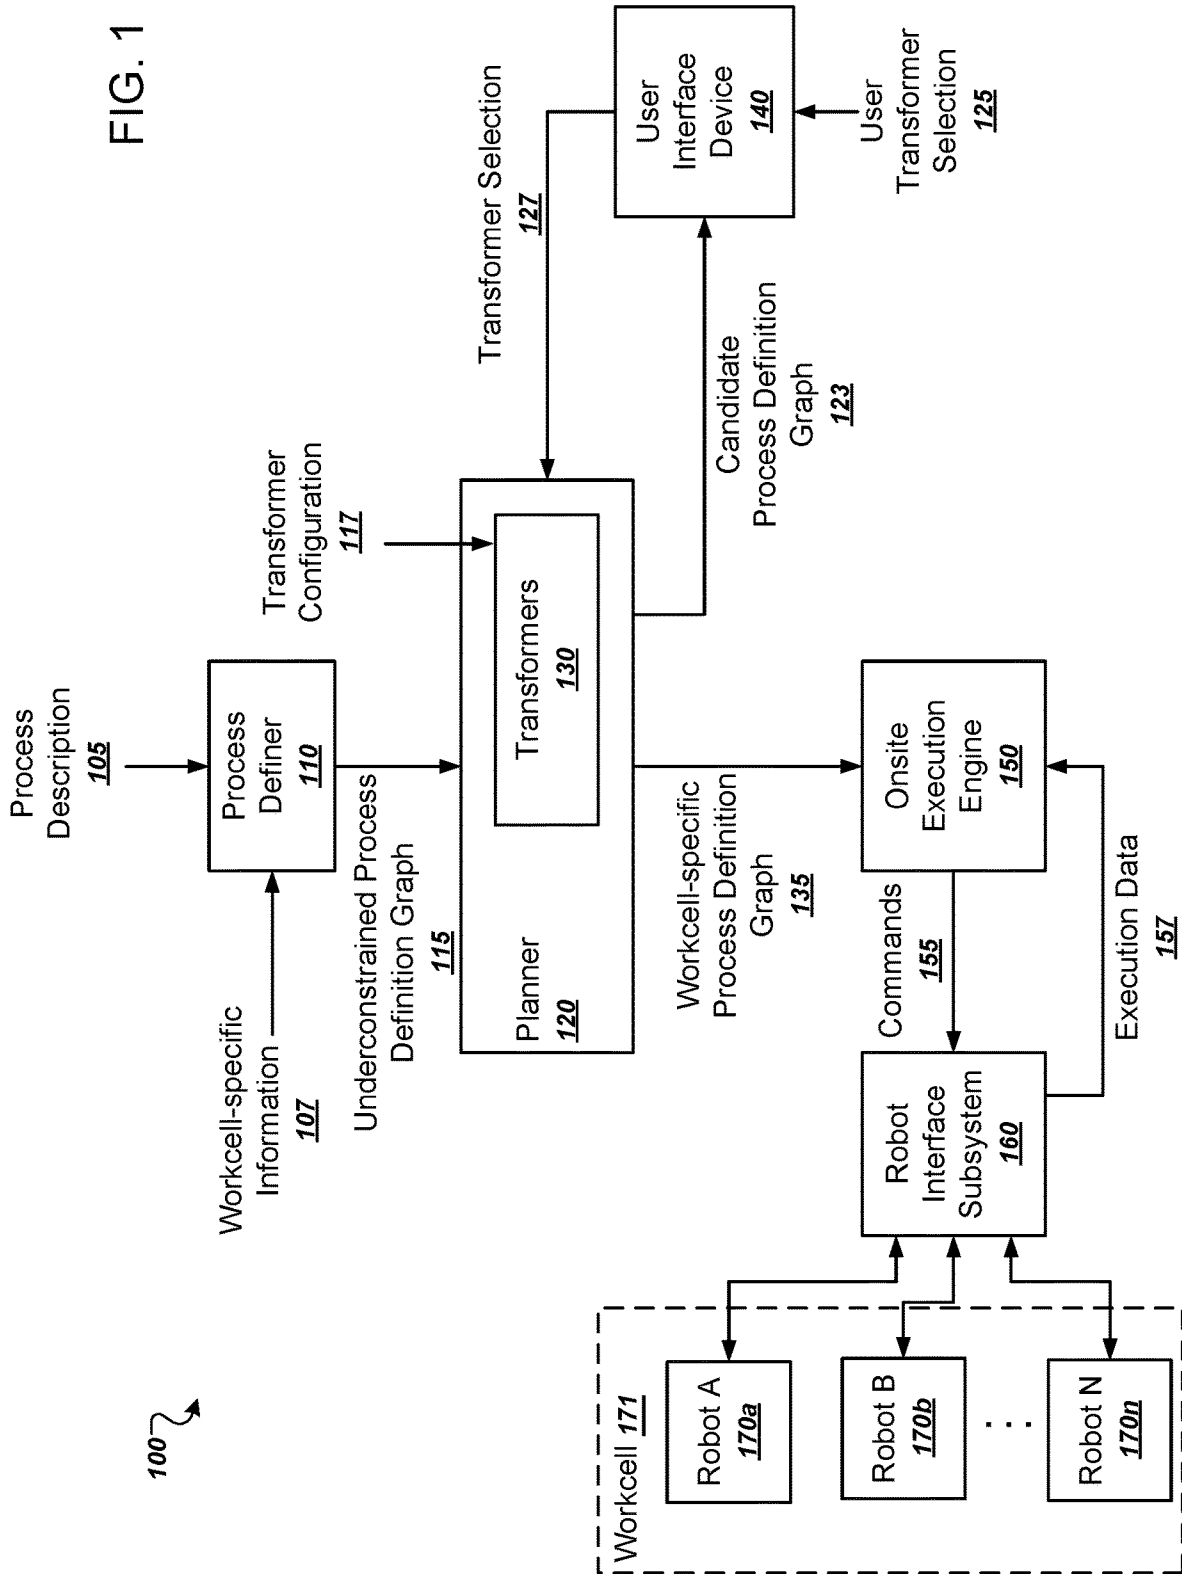 FIG. 1
100
Process
Description
105
Workcell-specific
Information
107
Process
Definer
110
Transformer
Configuration
117
Underconstrained Process
Definition Graph
115
Planner
120
Transformers
130
Transformer Selection
127
Candidate
Process Definition
Graph
123
User
Interface
Device
140
User
Transformer
Selection
125
Workcell-specific
Process Definition
Graph
135
Onsite
Execution
Engine
150
Commands
155
Execution Data
157
Robot
Interface
Subsystem
160
Workcell 171
Robot A
170a
Robot B
170b
. . .
Robot N
170n